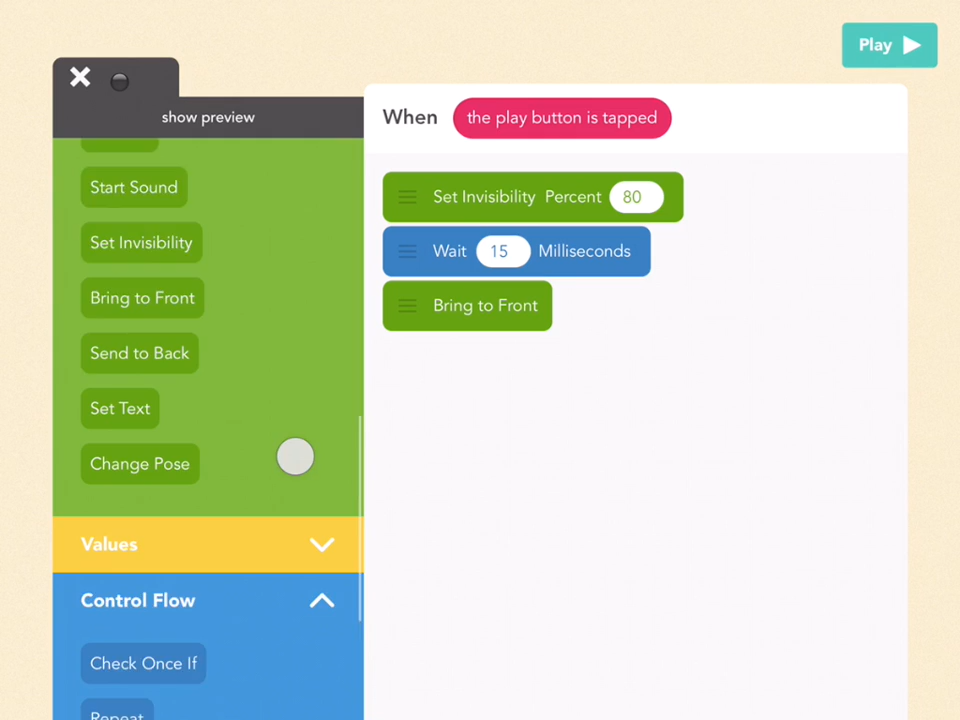 Play
show preview
When the play button is tapped
Start Sound
Set Invisibility
Bring to Front
Send to Back
Set Text
Change Pose
Values
Control Flow
Check Once If
Repeat
Set Invisibility Percent 80
Wait 15 Milliseconds
Bring to Front